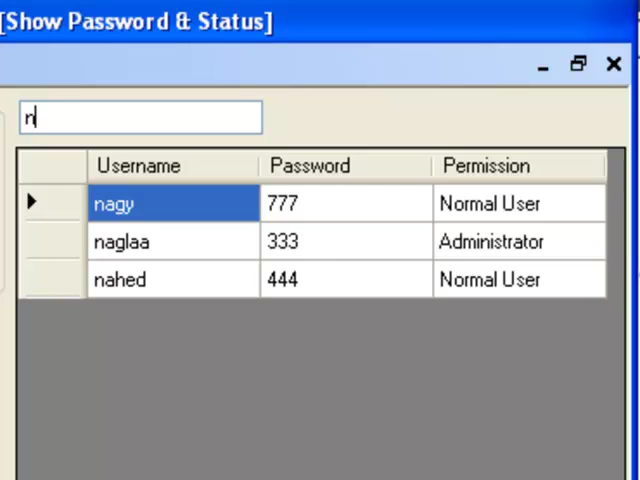 [Show Password & Status]
n
Username Password Permission
nagy 777 Normal User
naglaa 333 Administrator
nahed 444 Normal User